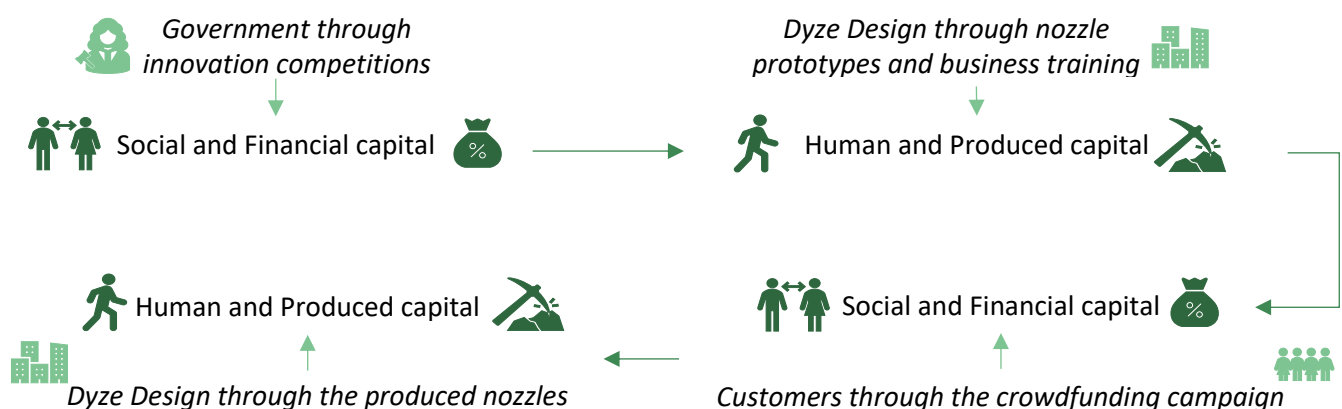 Government through
innovation competitions
Dyze Design through nozzle
prototypes and business training
Social and Financial capital
%
Human and Produced capital
Human and Produced capital
Social and Financial capital
%
Dyze Design through the produced nozzles
Customers through the crowdfunding campaign